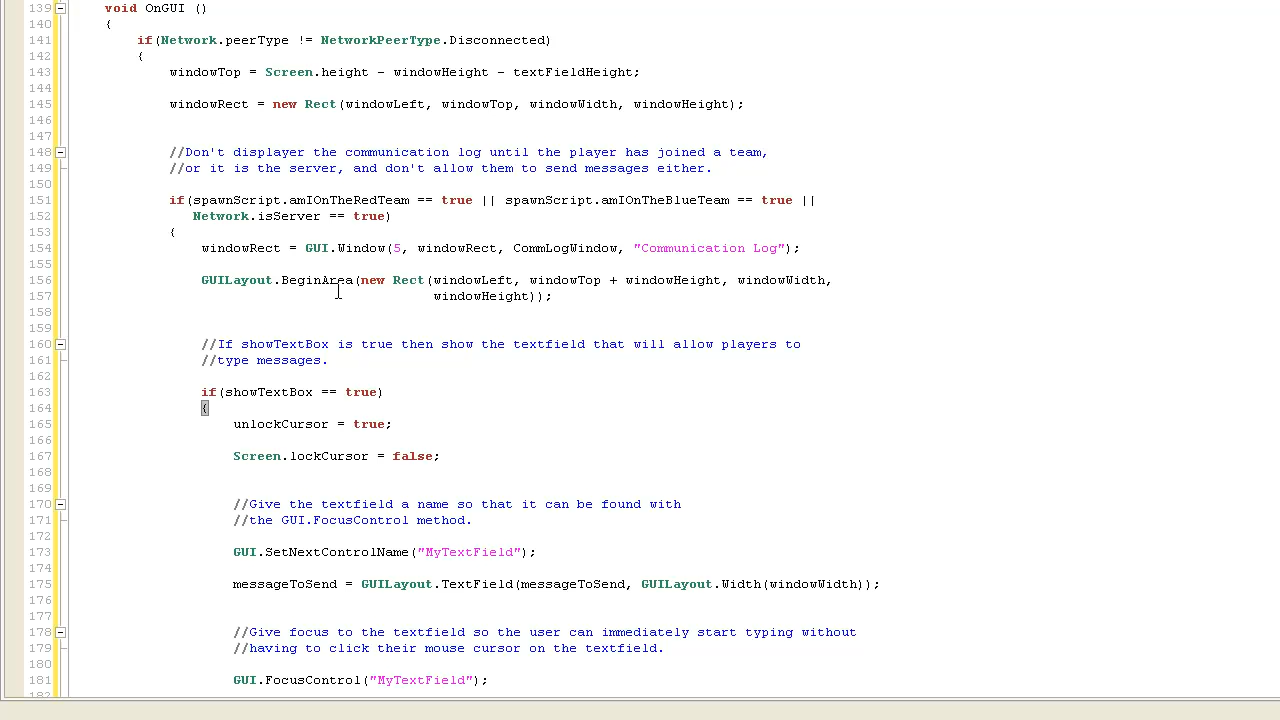 139 void OnGUI ()
140 {
141 if(Network.peerType != NetworkPeerType.Disconnected)
142 {
143 windowTop = Screen.height - windowHeight - textFieldHeight;
144
145 windowRect = new Rect(windowLeft, windowTop, windowWidth, windowHeight);
146
147
148 //Don't displayer the communication log until the player has joined a team,
149 //or it is the server, and don't allow them to send messages either.
150
151 if(spawnScript.amIOnTheRedTeam == true || spawnScript.amIOnTheBlueTeam == true ||
152 Network.isServer == true)
153 {
154 windowRect = GUI.Window(5, windowRect, CommLogWindow, "Communication Log");
155
156 GUILayout.BeginArea(new Rect(windowLeft, windowTop + windowHeight, windowWidth,
157 windowHeight));
158
159
160 //If showTextBox is true then show the textfield that will allow players to
161 //type messages.
162
163 if(showTextBox == true)
164 {
165 unlockCursor = true;
166
167 Screen.lockCursor = false;
168
169
170 //Give the textfield a name so that it can be found with
171 //the GUI.FocusControl method.
172
173 GUI.SetNextControlName("MyTextField");
174
175 messageToSend = GUILayout.TextField(messageToSend, GUILayout.Width(windowWidth));
176
177
178 //Give focus to the textfield so the user can immediately start typing without
179 //having to click their mouse cursor on the textfield.
180
181 GUI.FocusControl("MyTextField");
182